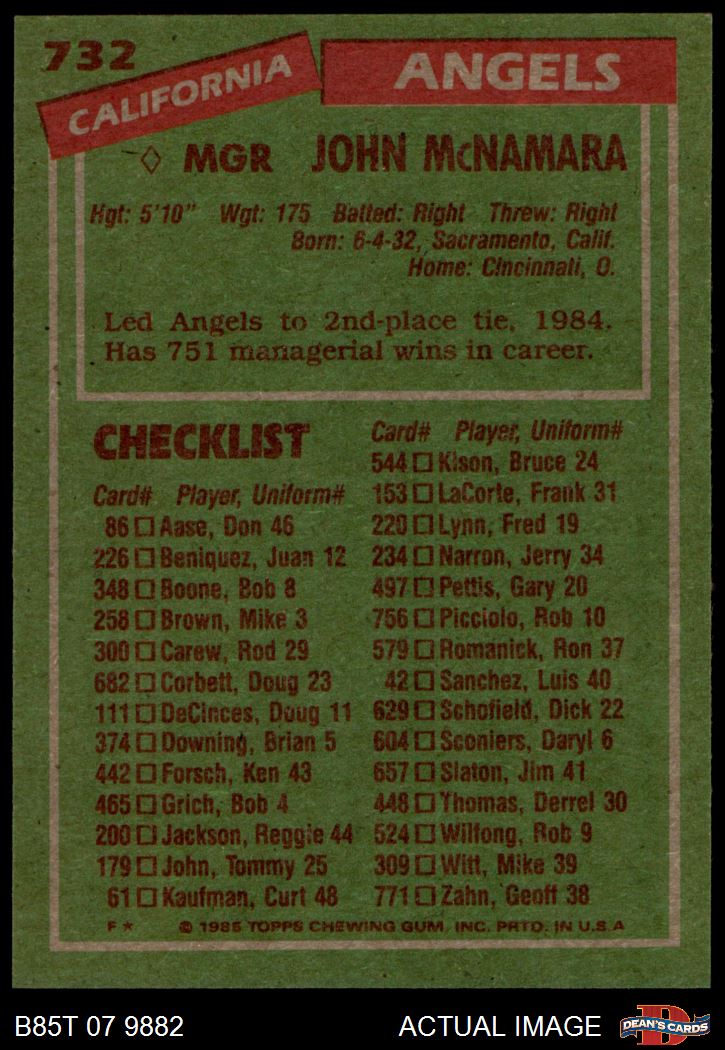 732
CALIFORNIA ANGELS
MGR JOHN McNAMARA
Hgt: 5'10" Wgt: 175 Batted: Right Threw: Right
Born: 6-4-32, Sacramento, Calif.
Home: Cincinnati, O.
Led Angels to 2nd-place tie, 1984.
Has 751 managerial wins in career.
CHECKLIST
Card# Player, Uniform#
86 Aase, Don 46
226 Beniquez, Juan 12
348 Boone, Bob 8
258 Brown, Mike 3
300 Carew, Rod 29
682 Corbett, Doug 23
111 DeCinces, Doug 11
374 Downing, Brian 5
442 Forsch, Ken 43
465 Grich, Bob 4
200 Jackson, Reggie 44
179 John, Tommy 25
61 Kaufman, Curt 48
Card# Player, Uniform#
544 Kison, Bruce 24
153 LaCorte, Frank 31
220 Lynn, Fred 19
234 Narron, Jerry 34
497 Pettis, Gary 20
756 Picciolo, Rob 10
579 Romanick, Ron 37
42 Sanchez, Luis 40
629 Schofield, Dick 22
604 Sconiers, Daryl 6
657 Slaton, Jim 41
448 Thomas, Derrel 30
524 Wilfong, Rob 9
309 Witt, Mike 39
771 Zahn, Geoff 38
F* © 1985 TOPPS CHEWING GUM, INC. PRTD. IN U.S.A
B85T 07 9882 ACTUAL IMAGE
D
DEAN'S CARDS